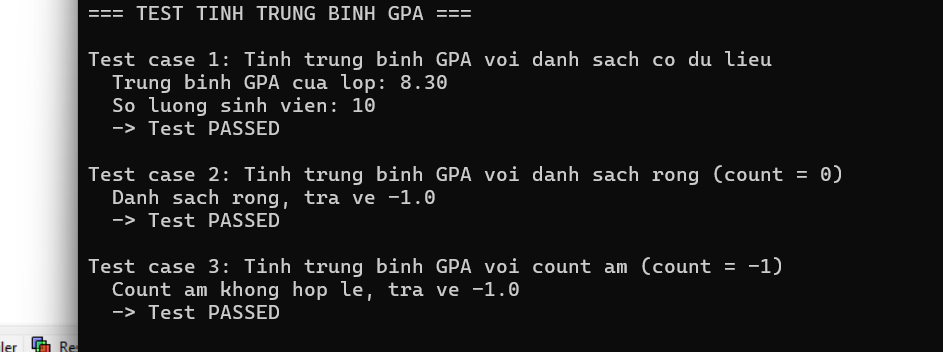 === TEST TINH TRUNG BINH GPA ===
Test case 1: Tinh trung binh GPA voi danh sach co du lieu
Trung binh GPA cua lop: 8.30
So luong sinh vien: 10
-> Test PASSED
Test case 2: Tinh trung binh GPA voi danh sach rong (count = 0)
Danh sach rong, tra ve -1.0
-> Test PASSED
Test case 3: Tinh trung binh GPA voi count am (count = -1)
Count am khong hop le, tra ve -1.0
-> Test PASSED